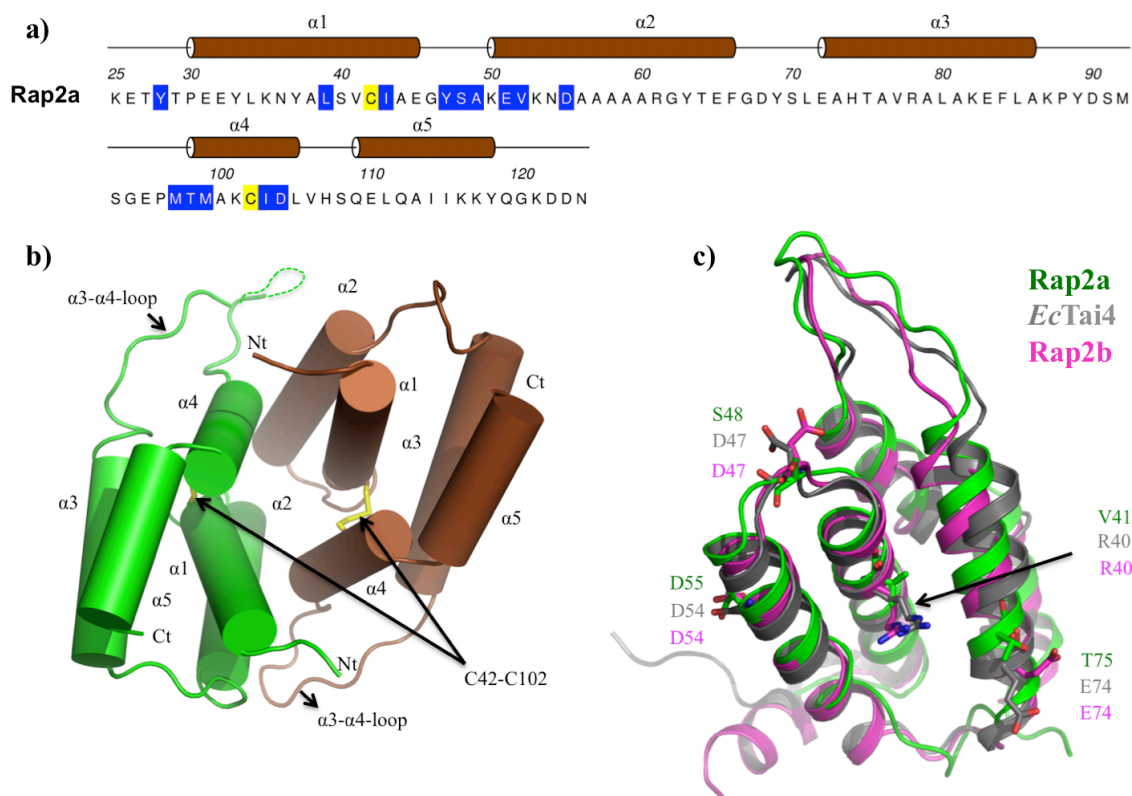 a)
α1 α2 α3
25 30 40 50 60 70 80 90
Rap2a KETYTPEEYLKNYALSVCIAEGYSAKEVKNDAAAAARGYTEFGDYSLEAHTAVRALAKEFLAKPYDSM
α4 α5
100 110 120
SGEPMTMAKCIDLVHSQELQAIIKKYQGKDDN
b)
α3-α4-loop
α2
Nt
α1
Ct
α4
α3
α3
α2
α5
α1
α4
α5
Ct
Nt
C42-C102
α3-α4-loop
c)
Rap2a
EcTai4
Rap2b
S48
D47
D47
V41
R40
R40
D55
D54
D54
T75
E74
E74